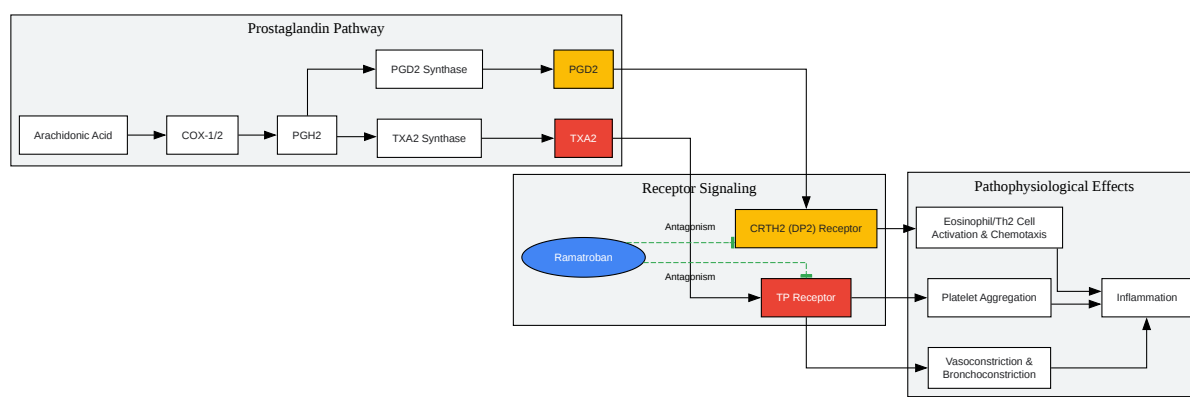 Prostaglandin Pathway
PGD2 Synthase
PGD2
Arachidonic Acid
COX-1/2
PGH2
TXA2 Synthase
TXA2
Receptor Signaling
Antagonism
CRTH2 (DP2) Receptor
Ramatroban
Antagonism
TP Receptor
Pathophysiological Effects
Eosinophil/Th2 Cell
Activation & Chemotaxis
Platelet Aggregation
Inflammation
Vasoconstriction &
Bronchoconstriction